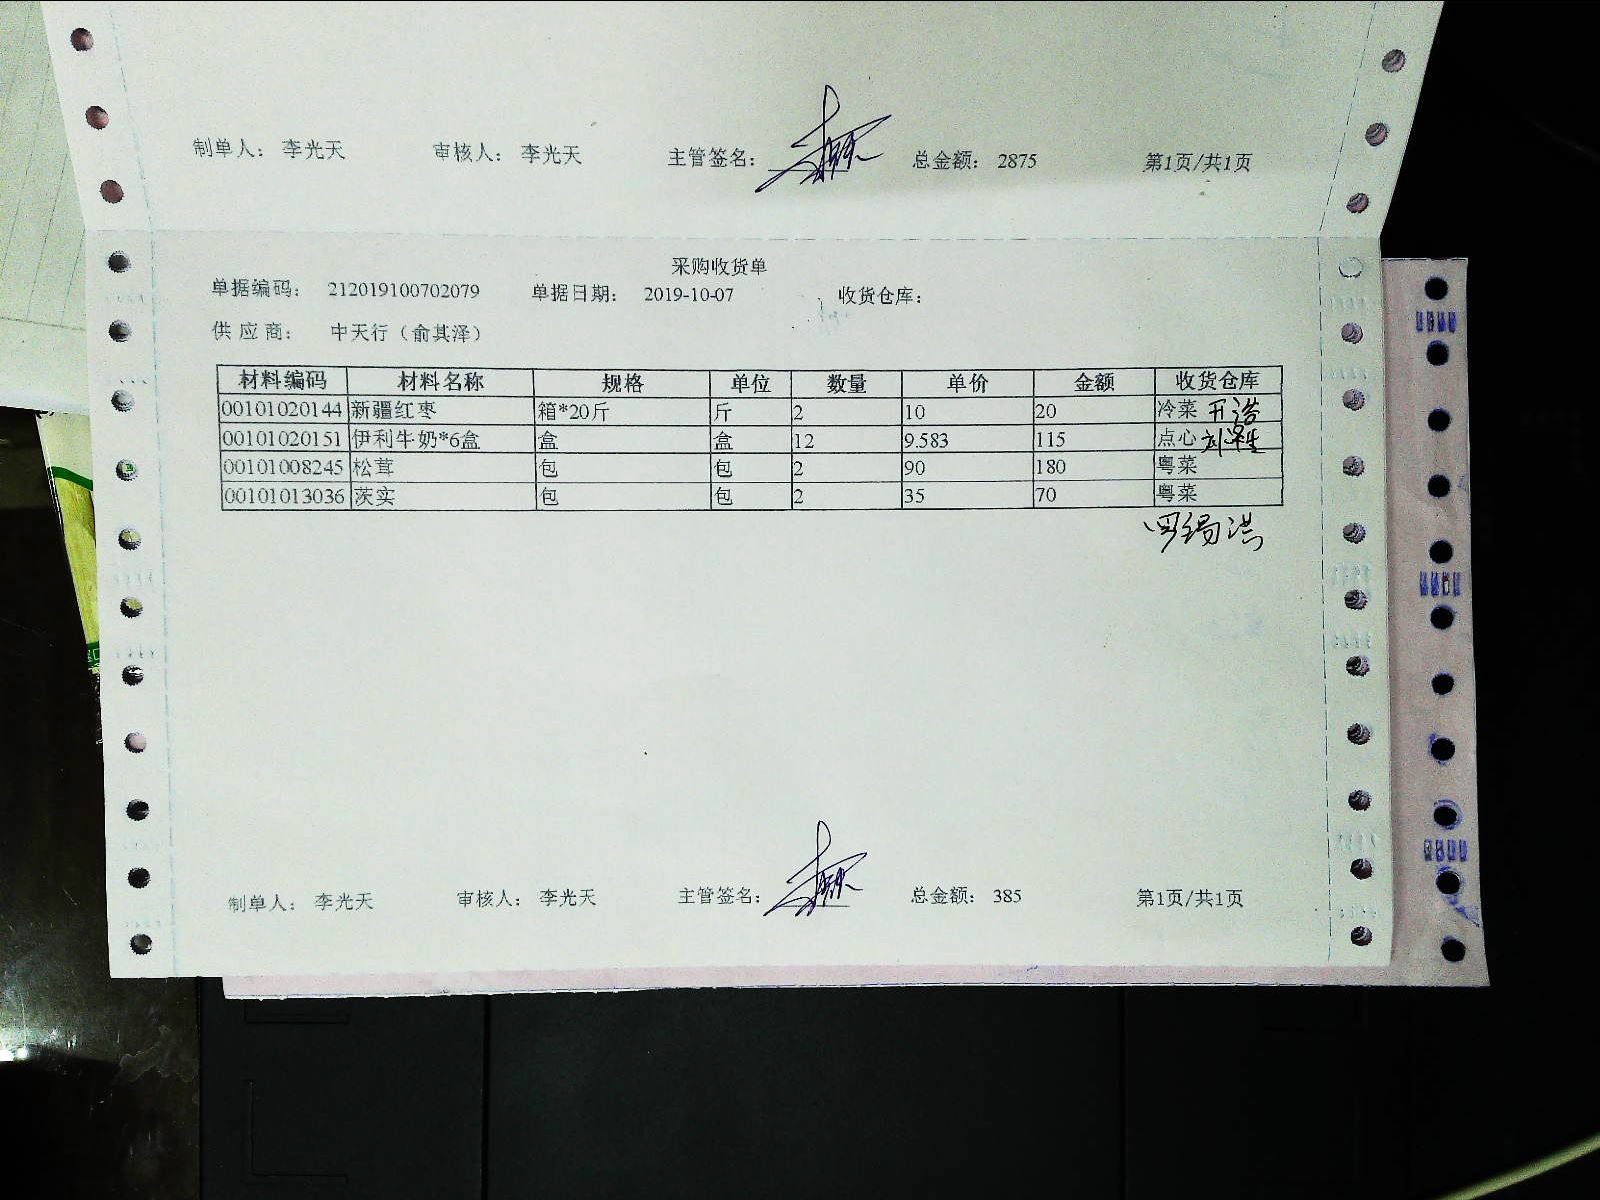 制单人： 李光天 审核人： 李光天 主管签名： 总金额： 2875 第1页/共1页
采购收货单
单据编码： 212019100702079 单据日期： 2019-10-07 收货仓库：
供 应 商： 中天行（俞其泽）
材料编码 材料名称 规格 单位 数量 单价 金额 收货仓库
00101020144 新疆红枣 箱*20斤 斤 2 10 20 冷菜
00101020151 伊利牛奶*6盒 盒 盒 12 9.583 115 点心
00101008245 松茸 包 包 2 90 180 粤菜
00101013036 茨实 包 包 2 35 70 粤菜
制单人： 李光天 审核人： 李光天 主管签名： 总金额： 385 第1页/共1页